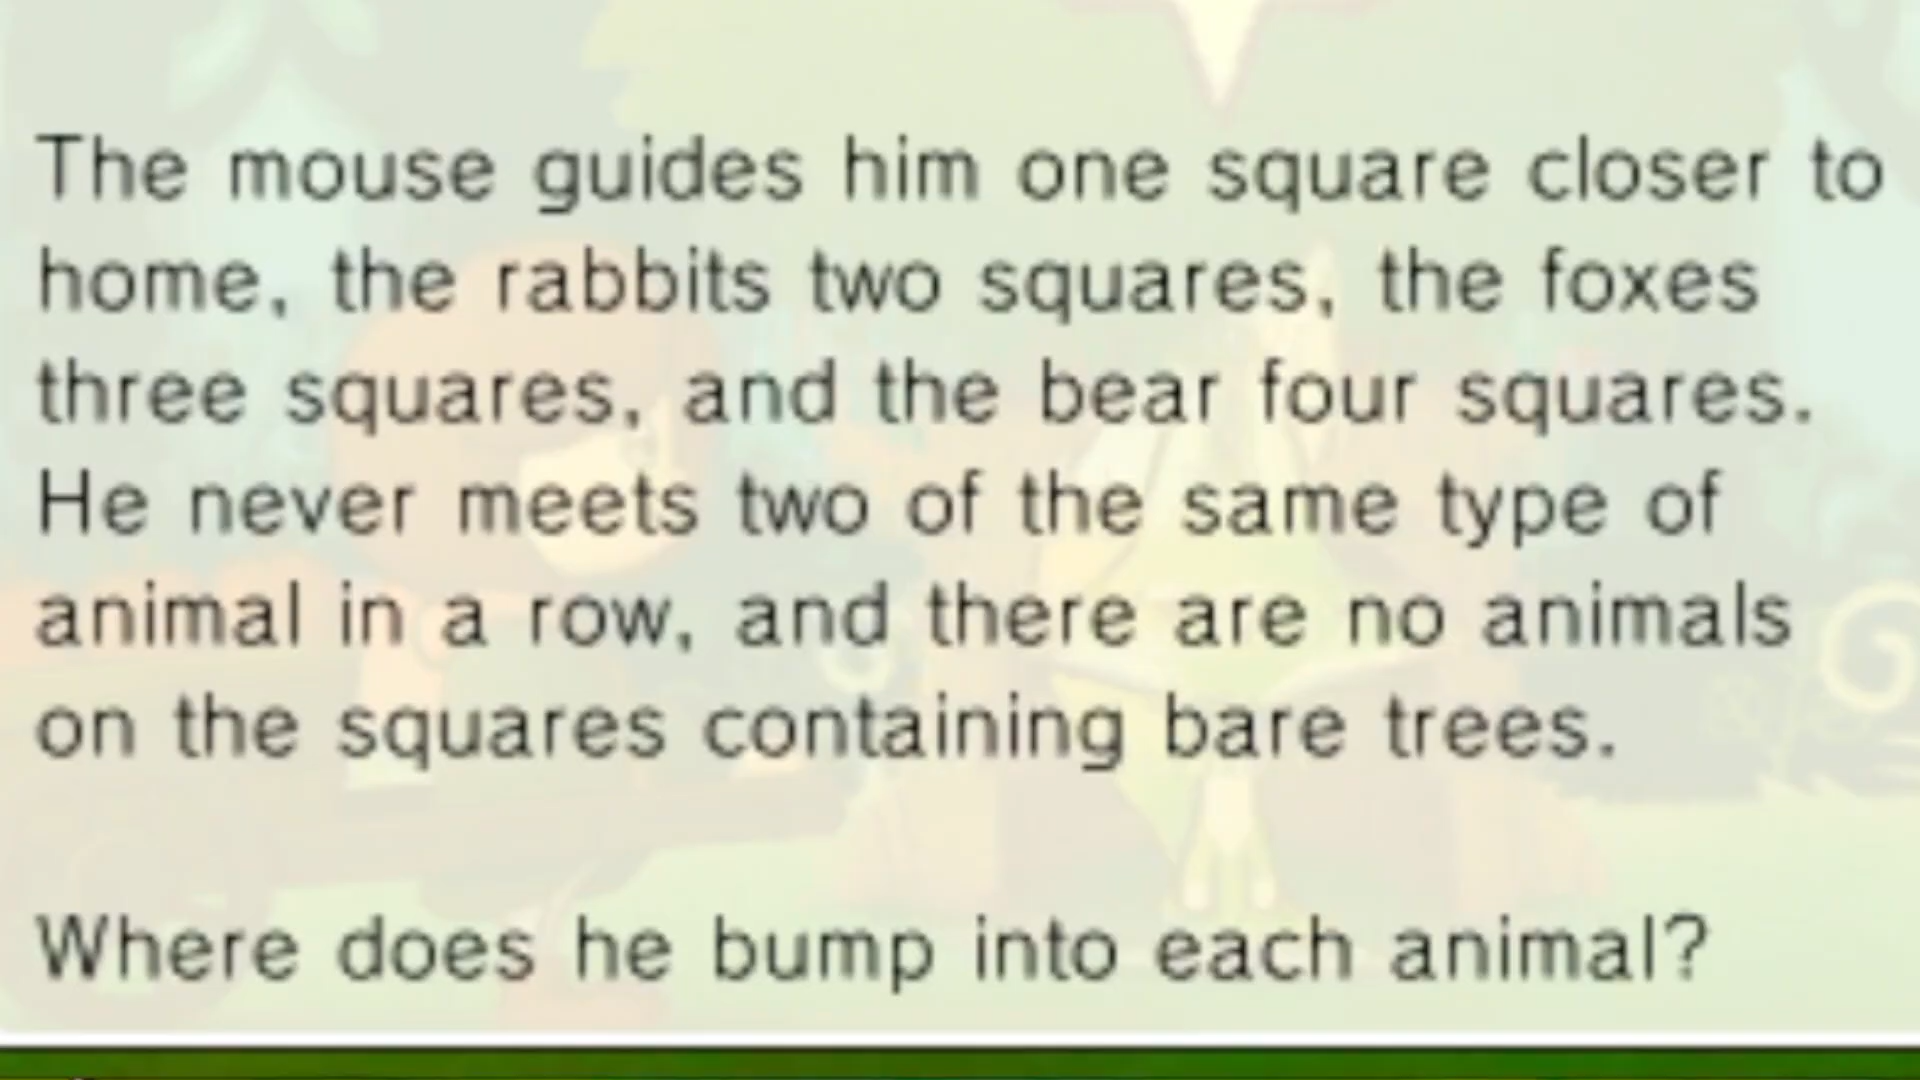 The mouse guides him one square closer to
home, the rabbits two squares, the foxes
three squares, and the bear four squares.
He never meets two of the same type of
animal in a row, and there are no animals
on the squares containing bare trees.
Where does he bump into each animal?